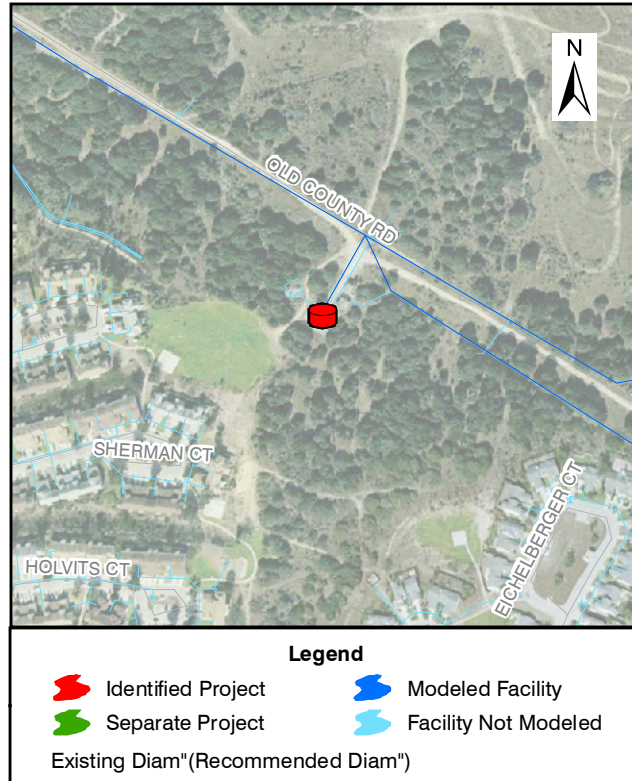 N
OLD COUNTY RD
SHERMAN CT
HOLVITS CT
EICHELBERGER CT
Legend
Identified Project
Modeled Facility
Separate Project
Facility Not Modeled
Existing Diam"(Recommended Diam")